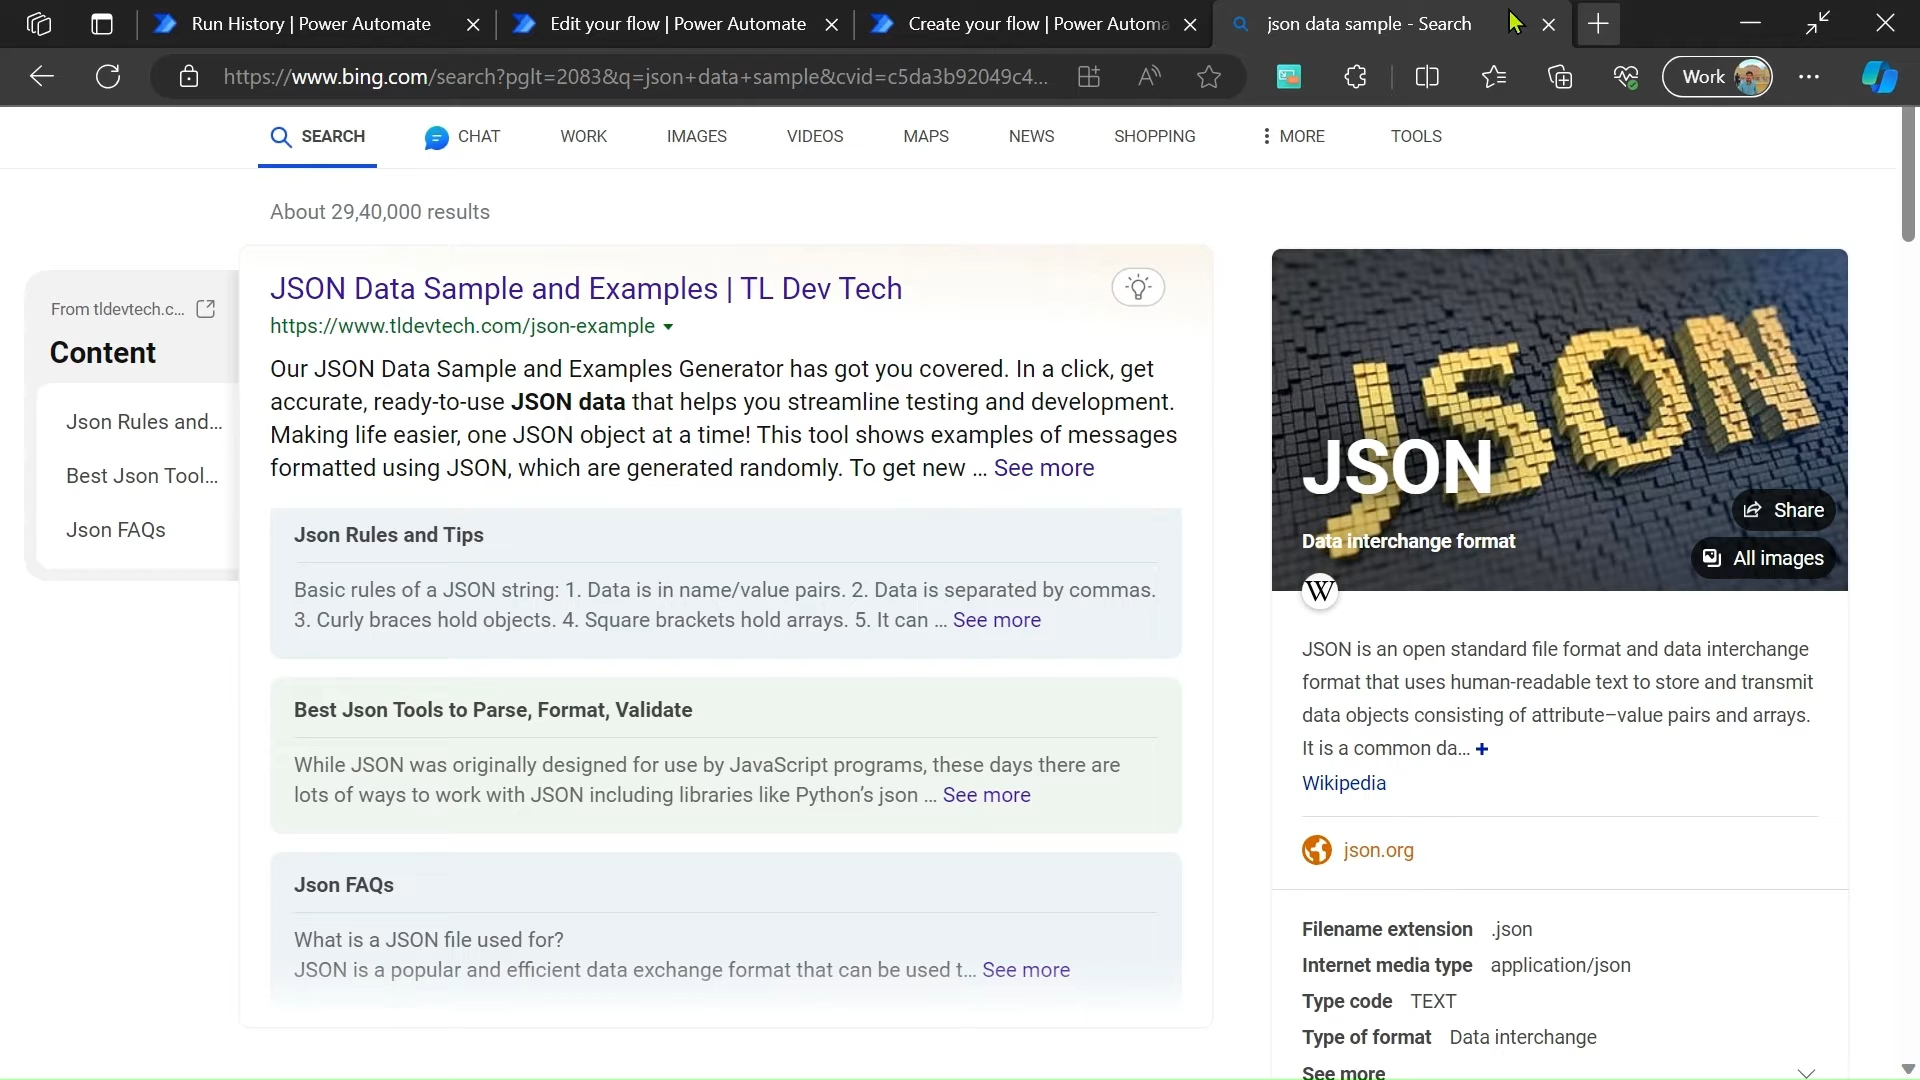 Run History | Power Automate
Edit your flow | Power Automate
Create your flow | Power Automa
json data sample - Search
https://www.bing.com/search?pglt=2083&q=json+data+sample&cvid=c5da3b92049c4...
Work
SEARCH
CHAT
WORK
IMAGES
VIDEOS
MAPS
NEWS
SHOPPING
MORE
TOOLS
About 29,40,000 results
From tldevtech.c...
Content
Json Rules and...
Best Json Tool...
Json FAQs
JSON Data Sample and Examples | TL Dev Tech
https://www.tldevtech.com/json-example
Our JSON Data Sample and Examples Generator has got you covered. In a click, get
accurate, ready-to-use JSON data that helps you streamline testing and development.
Making life easier, one JSON object at a time! This tool shows examples of messages
formatted using JSON, which are generated randomly. To get new ... See more
Json Rules and Tips
Basic rules of a JSON string: 1. Data is in name/value pairs. 2. Data is separated by commas.
3. Curly braces hold objects. 4. Square brackets hold arrays. 5. It can ... See more
Best Json Tools to Parse, Format, Validate
While JSON was originally designed for use by JavaScript programs, these days there are
lots of ways to work with JSON including libraries like Python’s json ... See more
Json FAQs
What is a JSON file used for?
JSON is a popular and efficient data exchange format that can be used t... See more
JSON
JSON
Share
Data interchange format
All images
W
JSON is an open standard file format and data interchange
format that uses human-readable text to store and transmit
data objects consisting of attribute–value pairs and arrays.
It is a common da... +
Wikipedia
json.org
Filename extension .json
Internet media type application/json
Type code TEXT
Type of format Data interchange
See more